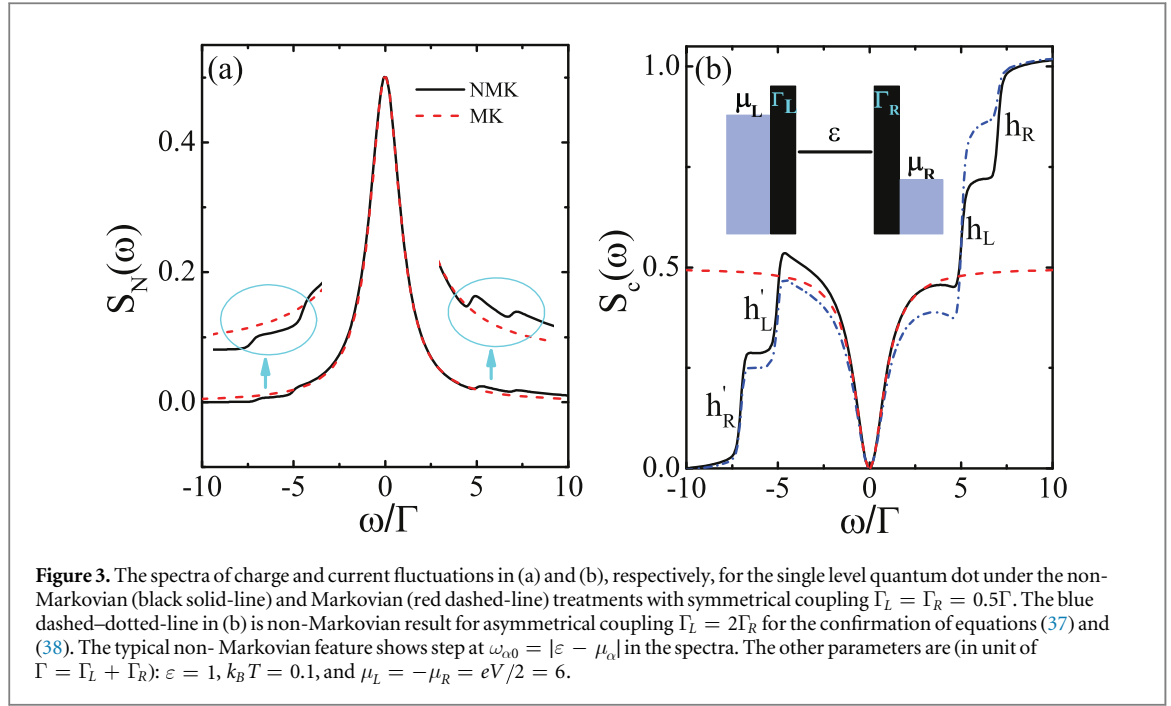 (a)
NMK
MK
S_N(ω)
0.4
0.2
0.0
-10 -5 0 5 10
ω/Γ
(b)
S_c(ω)
1.0
0.5
0.0
μ_L
Γ_L
ε
Γ_R
μ_R
h_R
h_L
h'_L
h'_R
-10 -5 0 5 10
ω/Γ
Figure 3. The spectra of charge and current fluctuations in (a) and (b), respectively, for the single level quantum dot under the non-
Markovian (black solid-line) and Markovian (red dashed-line) treatments with symmetrical coupling Γ_L = Γ_R = 0.5Γ. The blue
dashed–dotted-line in (b) is non-Markovian result for asymmetrical coupling Γ_L = 2Γ_R for the confirmation of equations (37) and
(38). The typical non- Markovian feature shows step at ω_α0 = |ε − μ_α| in the spectra. The other parameters are (in unit of
Γ = Γ_L + Γ_R): ε = 1, k_B T = 0.1, and μ_L = −μ_R = eV/2 = 6.